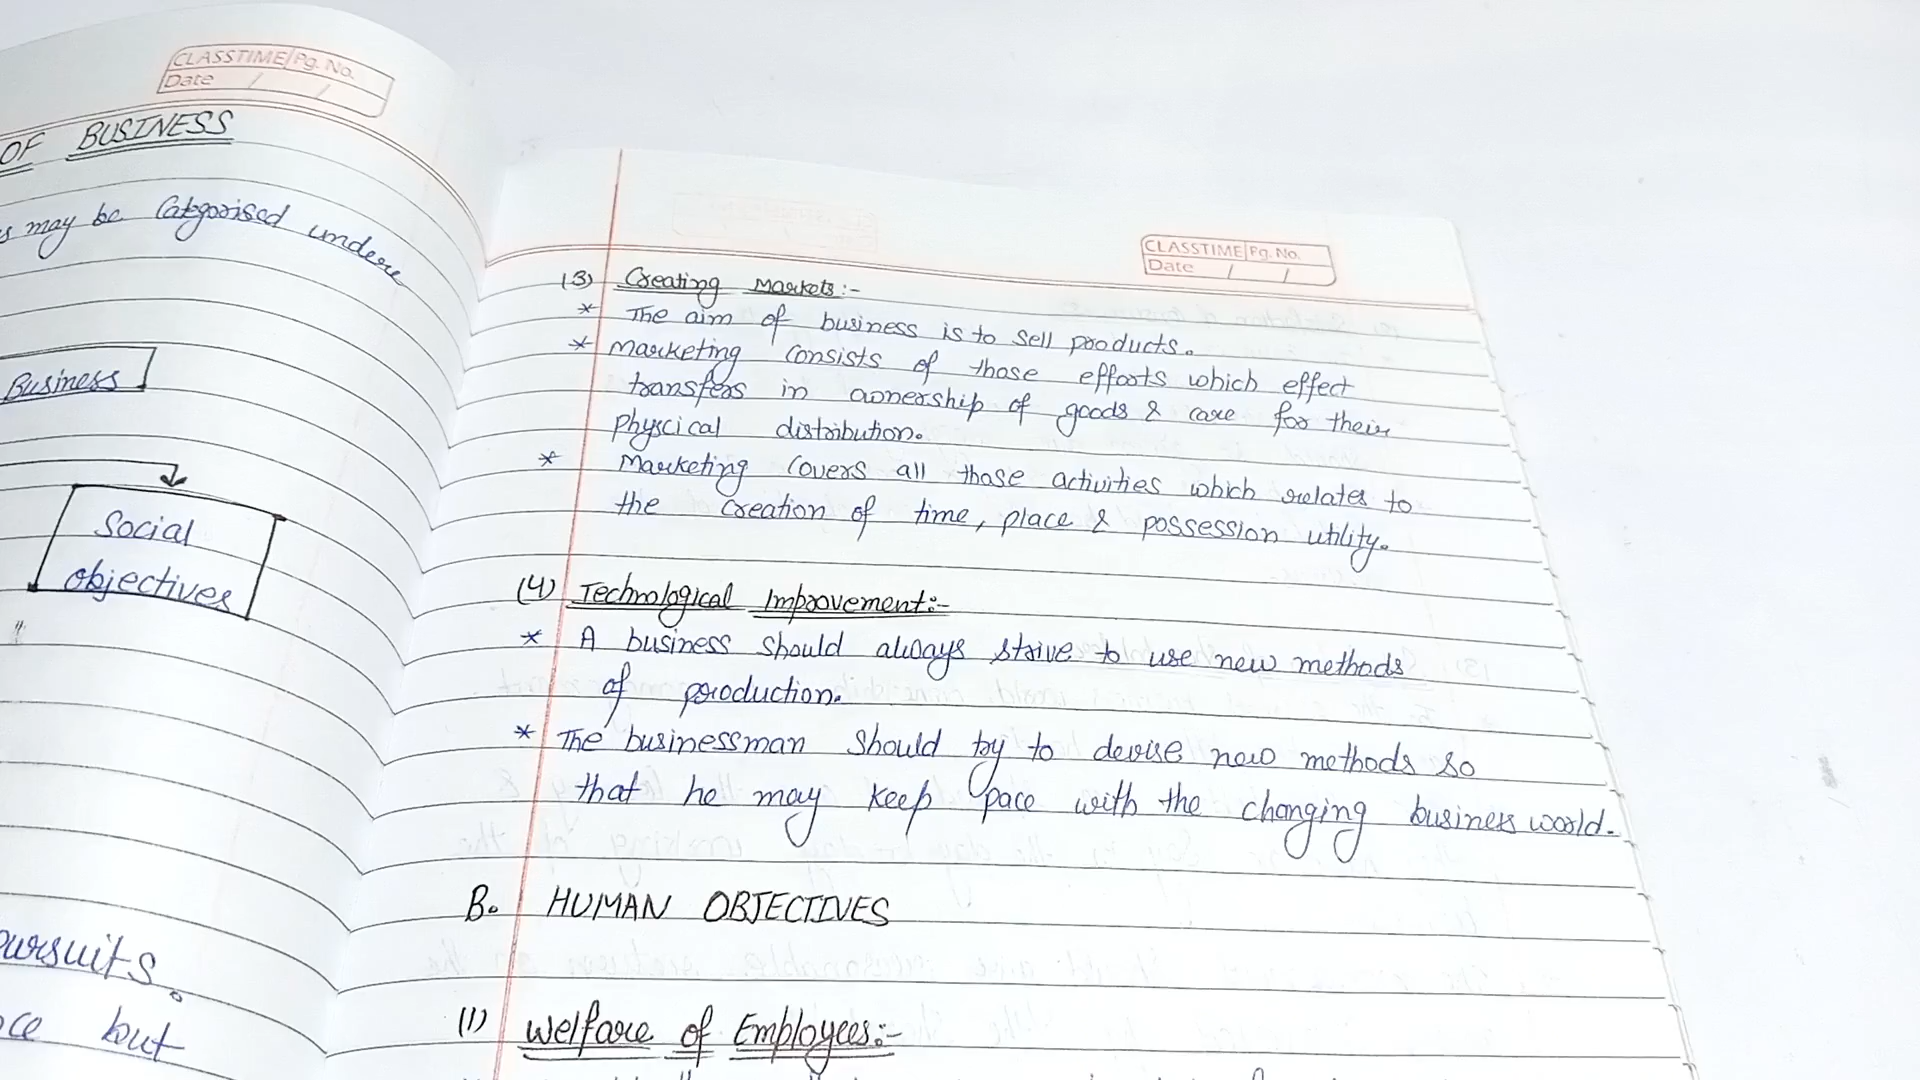 CLASSTIME Pg. No.
Date / /
OF BUSINESS
may be Categorised undere
Business
Social
objectives
pursuits.
but
CLASSTIME Pg. No.
Date / /
(3) Creating Markets:-
* The aim of business is to sell products.
* Marketing consists of those efforts which effect
transfers in ownership of goods & care for their
Physcical distribution.
* Marketing covers all those activities which relates to
the creation of time, place & possession utility.
(4) Technological Improovement:-
* A business should always strive to use new methods
of production.
* The businessman should try to devise new methods so
that he may keep pace with the changing business world.
B. HUMAN OBJECTIVES
(1) Welfare of Employees:-